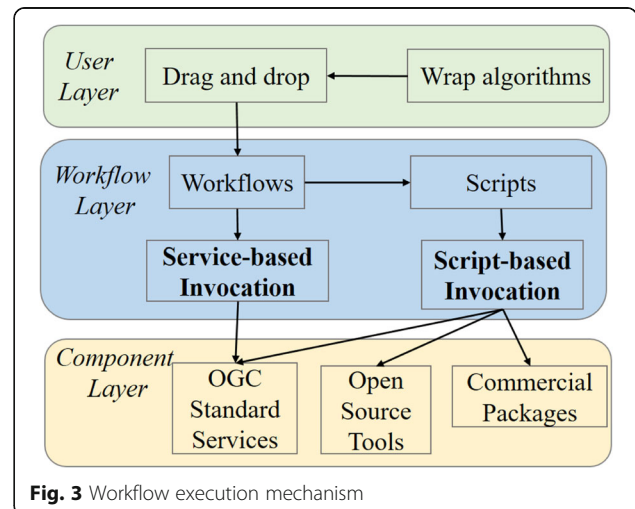 User
Layer
Drag and drop
Wrap algorithms
Workflow
Layer
Workflows
Scripts
Service-based
Invocation
Script-based
Invocation
Component
Layer
OGC
Standard
Services
Open
Source
Tools
Commercial
Packages
Fig. 3 Workflow execution mechanism